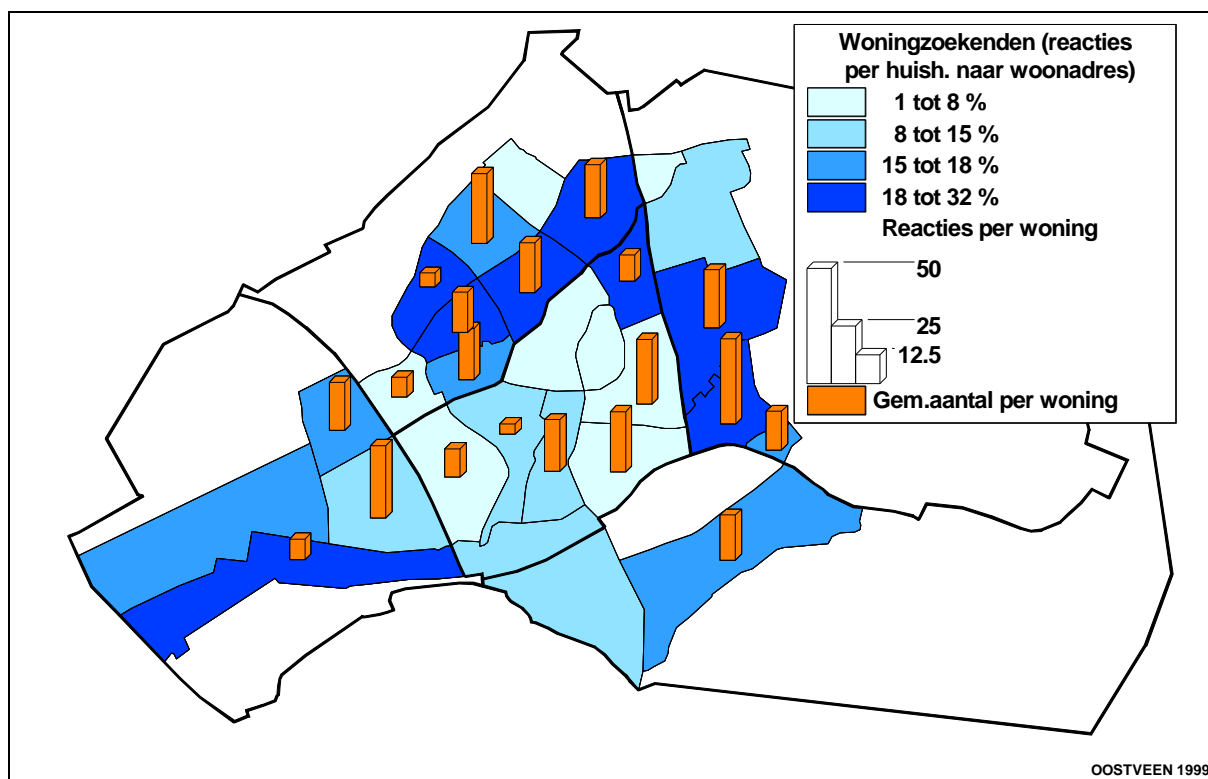 Woningzoekenden (reacties
per huish. naar woonadres)
1 tot 8 %
8 tot 15 %
15 tot 18 %
18 tot 32 %
Reacties per woning
50
25
12.5
Gem.aantal per woning
OOSTVEEN 1999